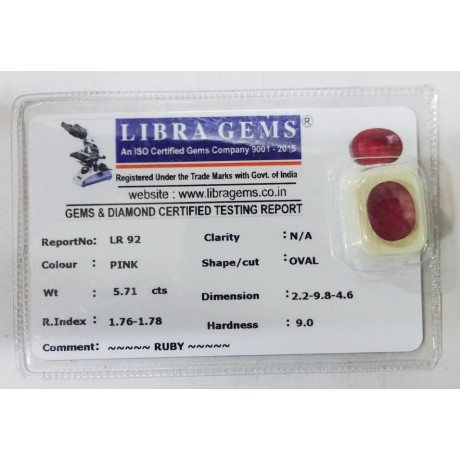 LIBRA GEMS®
An ISO Certified Gems Company 9001 - 2015
Registered Under the Trade Marks with Govt. of India
website : www.libragems.co.in
GEMS & DIAMOND CERTIFIED TESTING REPORT
ReportNo: LR 92 Clarity : N/A
Colour : PINK Shape/cut : OVAL
Wt : 5.71 cts Dimension : 2.2-9.8-4.6
R.Index : 1.76-1.78 Hardness : 9.0
Comment: ~~~~~ RUBY ~~~~~